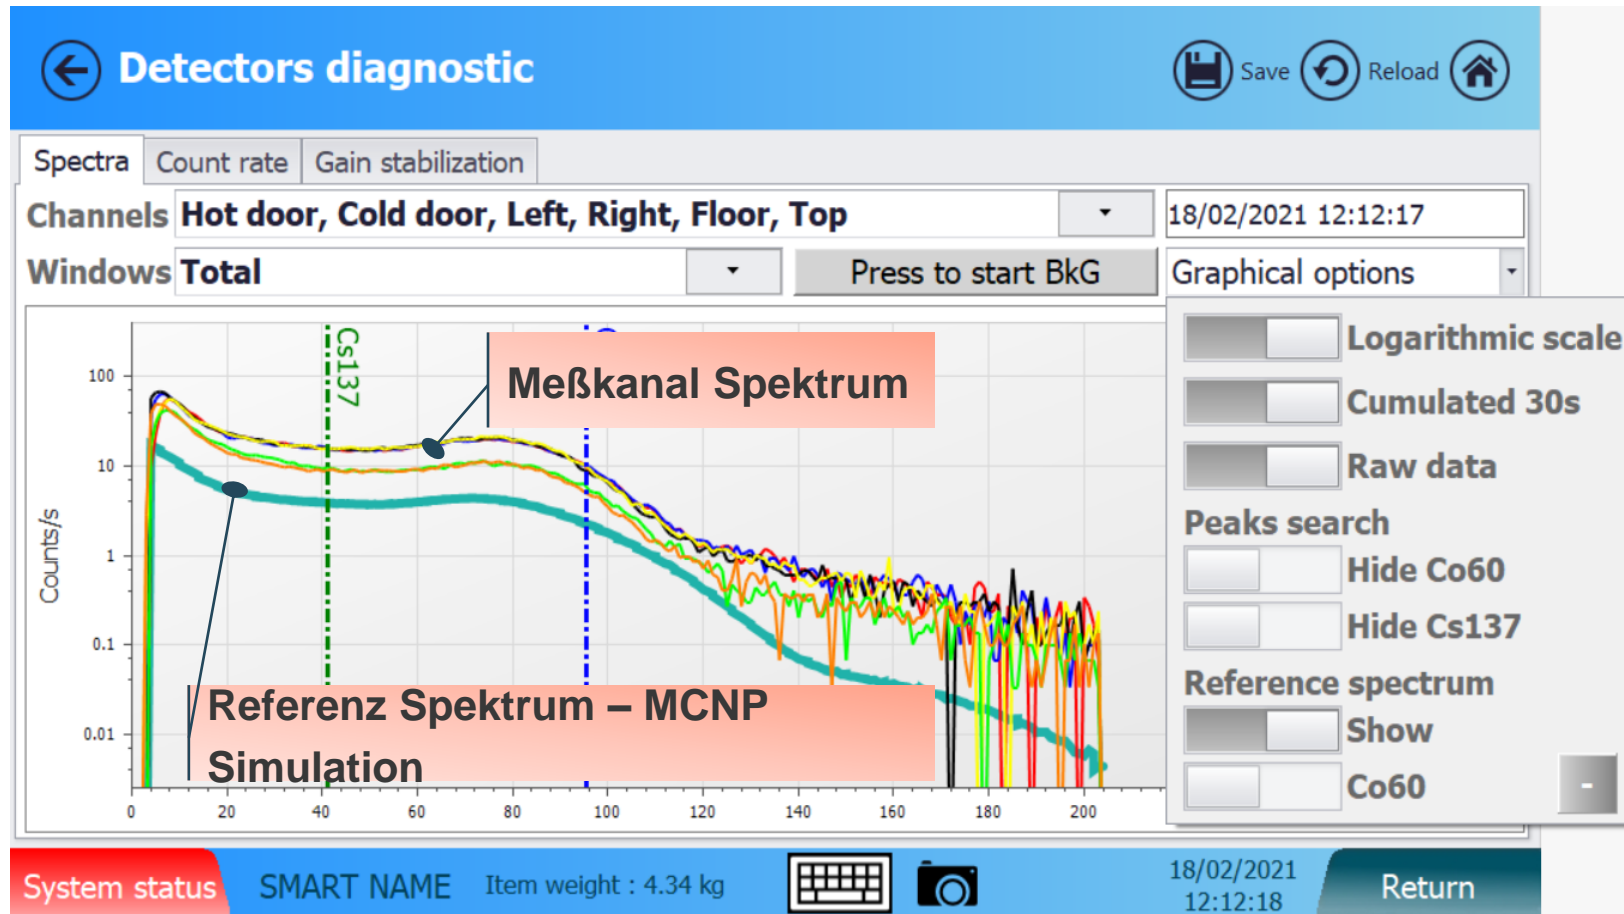 Detectors diagnostic
Save
Reload
Spectra
Count rate
Gain stabilization
Channels
Hot door, Cold door, Left, Right, Floor, Top
18/02/2021 12:12:17
Windows
Total
Press to start BkG
Graphical options
Logarithmic scale
Cumulated 30s
Raw data
Peaks search
Hide Co60
Hide Cs137
Reference spectrum
Show
Co60
-
Counts/s
100
10
1
0.1
0.01
Cs137
Meßkanal Spektrum
Referenz Spektrum – MCNP
Simulation
0 20 40 60 80 100 120 140 160 180 200
System status
SMART NAME
Item weight : 4.34 kg
18/02/2021
12:12:18
Return